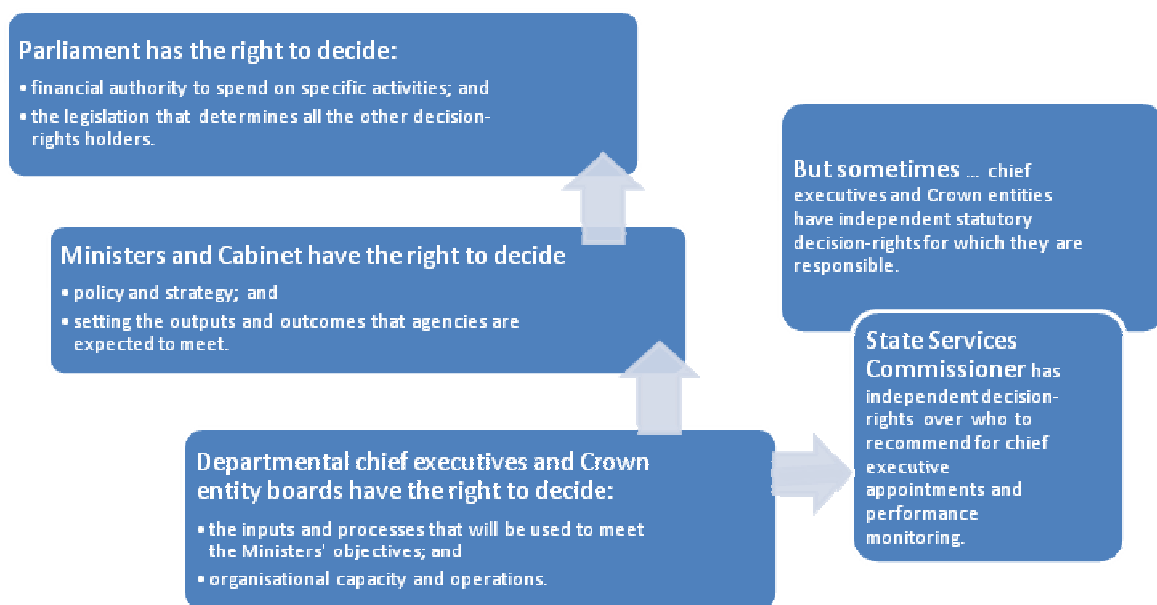 Parliament has the right to decide:
• financial authority to spend on specific activities; and
• the legislation that determines all the other decision-
rights holders.
Ministers and Cabinet have the right to decide
• policy and strategy; and
• setting the outputs and outcomes that agencies are
expected to meet.
Departmental chief executives and Crown
entity boards have the right to decide:
• the inputs and processes that will be used to meet
the Ministers' objectives; and
• organisational capacity and operations.
But sometimes ... chief
executives and Crown entities
have independent statutory
decision-rights for which they are
responsible.
State Services
Commissioner has
independent decision-
rights over who to
recommend for chief
executive
appointments and
performance
monitoring.